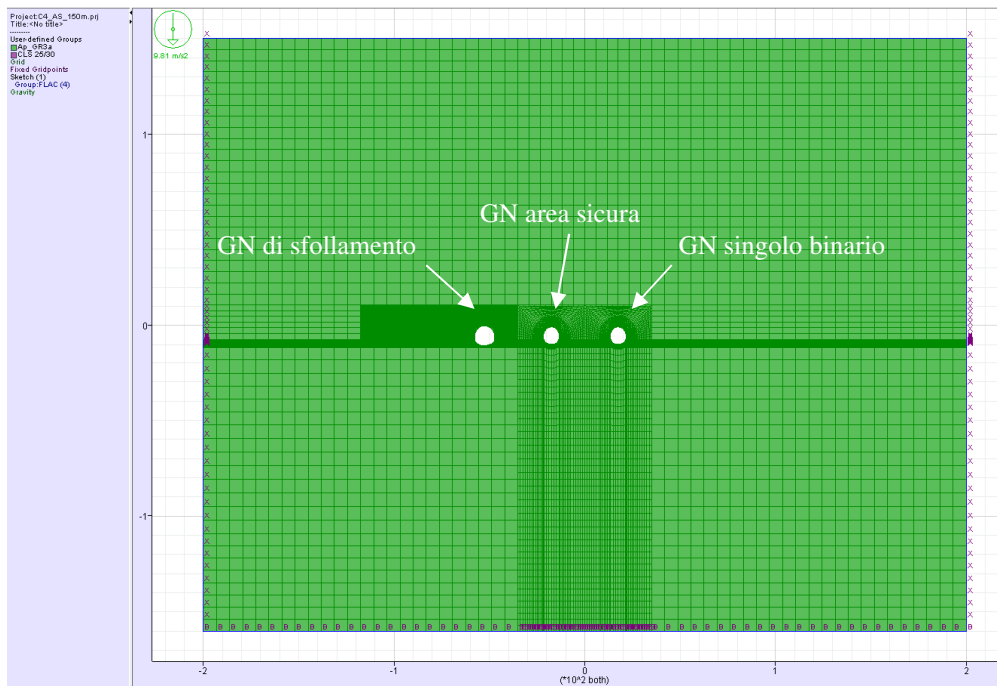 Project:C4_AS_150m.prj
Title:<No title>
----------
User-defined Groups
Ap_GR3a
CLS 25/30
Grid
Fixed Gridpoints
Sketch (1)
Group:FLAC (4)
Gravity
9.81 m/s2
GN area sicura
GN di sfollamento
GN singolo binario
1
0
-1
-2
-1
0
1
2
(*10^2 both)